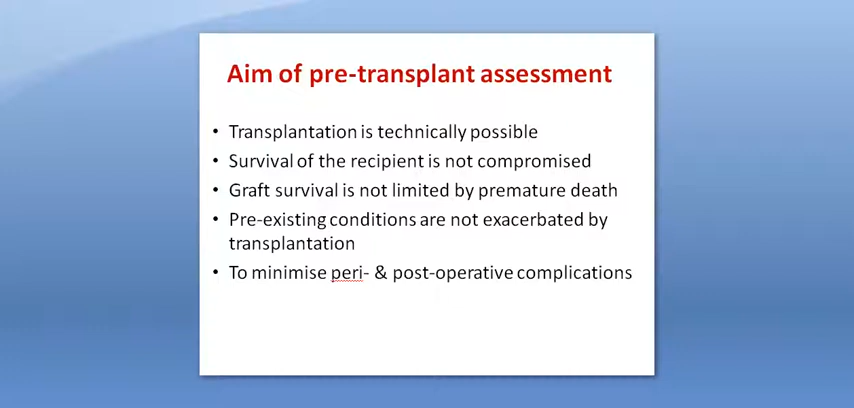 Aim of pre-transplant assessment
• Transplantation is technically possible
• Survival of the recipient is not compromised
• Graft survival is not limited by premature death
• Pre-existing conditions are not exacerbated by
transplantation
• To minimise peri- & post-operative complications